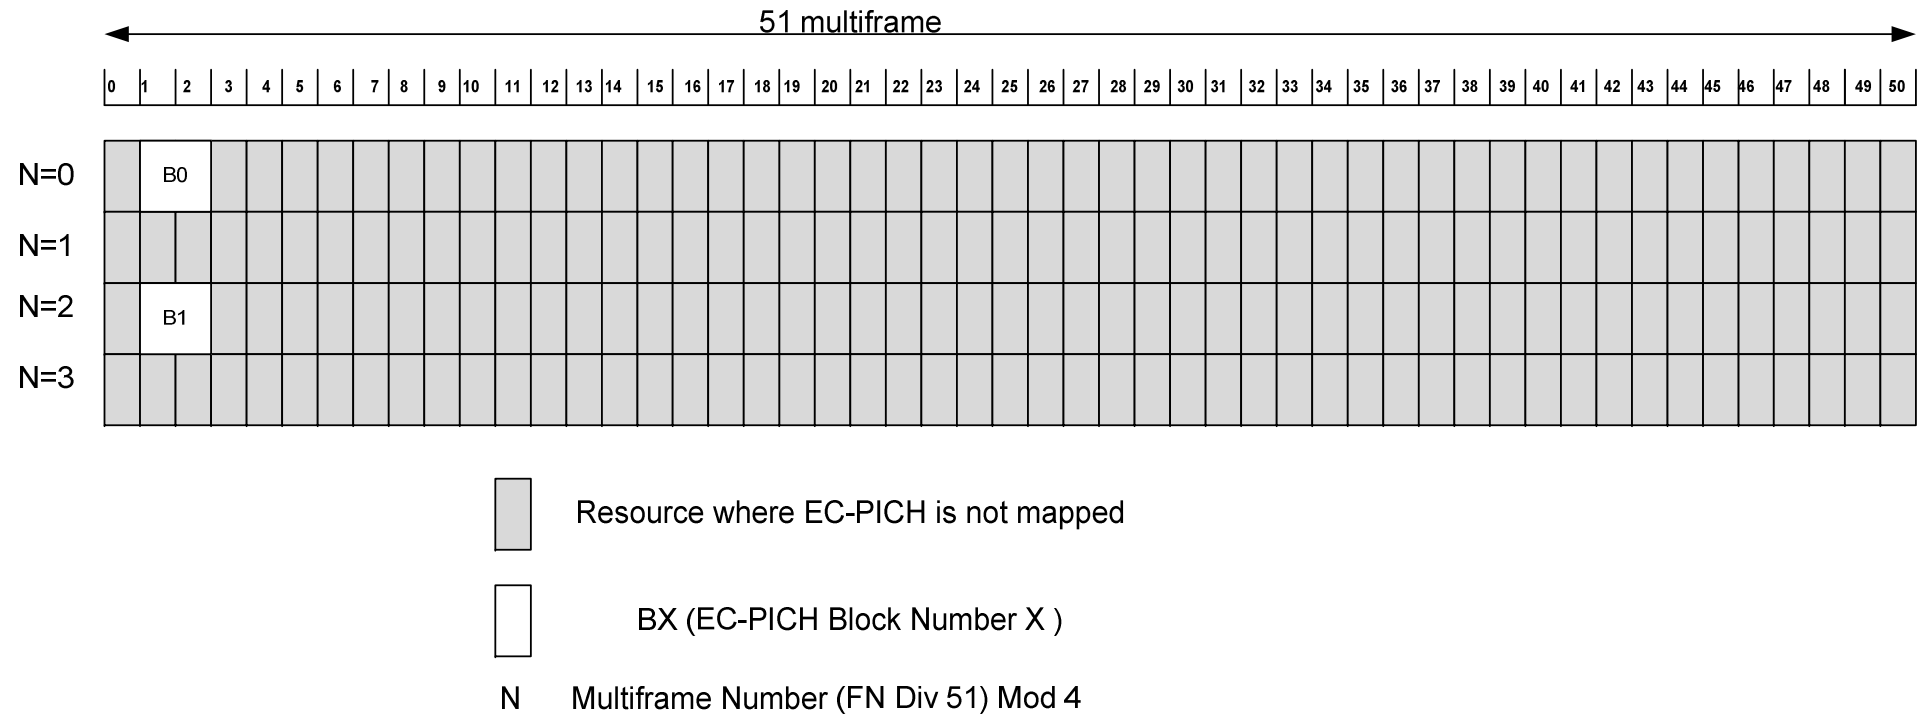 51 multiframe
0 1 2 3 4 5 6 7 8 9 10 11 12 13 14 15 16 17 18 19 20 21 22 23 24 25 26 27 28 29 30 31 32 33 34 35 36 37 38 39 40 41 42 43 44 45 46 47 48 49 50
N=0 B0
N=1
N=2 B1
N=3
Resource where EC-PICH is not mapped
BX (EC-PICH Block Number X )
N Multiframe Number (FN Div 51) Mod 4